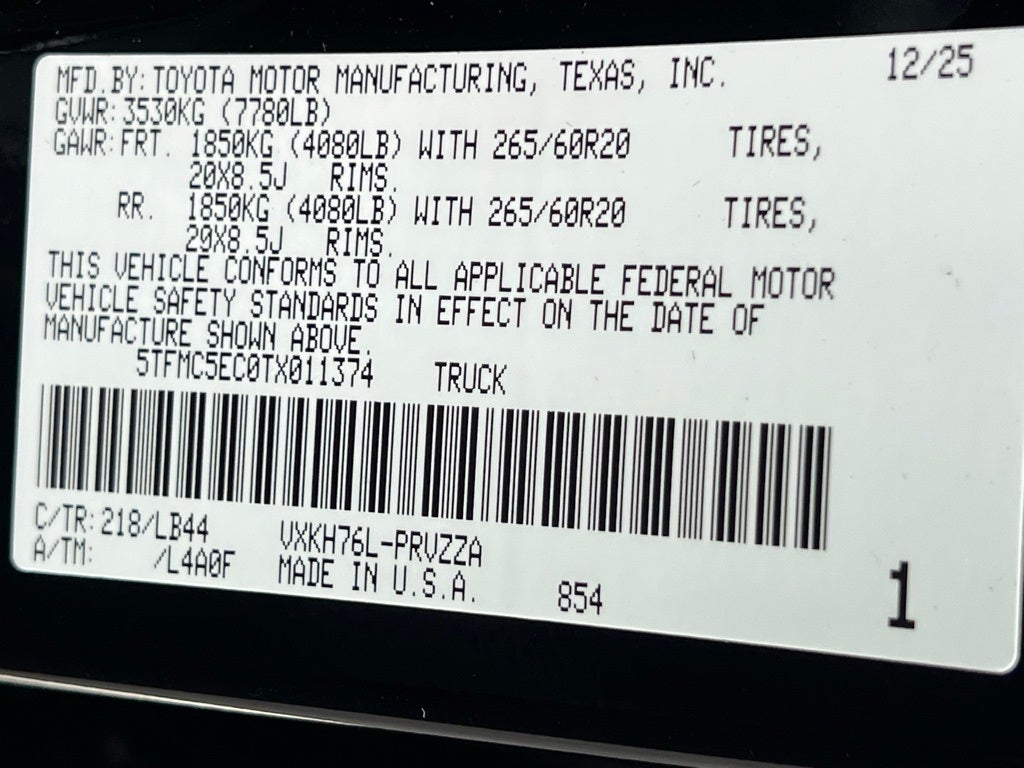 MFD.BY:TOYOTA MOTOR MANUFACTURING, TEXAS, INC. 12/25
GVWR:3530KG (7780LB)
GAWR:FRT. 1850KG (4080LB) WITH 265/60R20 TIRES,
20X8.5J RIMS.
RR. 1850KG (4080LB) WITH 265/60R20 TIRES,
20X8.5J RIMS.
THIS VEHICLE CONFORMS TO ALL APPLICABLE FEDERAL MOTOR
VEHICLE SAFETY STANDARDS IN EFFECT ON THE DATE OF
MANUFACTURE SHOWN ABOVE.
5TFMC5EC0TX011374 TRUCK
C/TR:218/LB44 VXKH76L-PRVZZA
A/TM: /L4A0F MADE IN U.S.A. 854 1